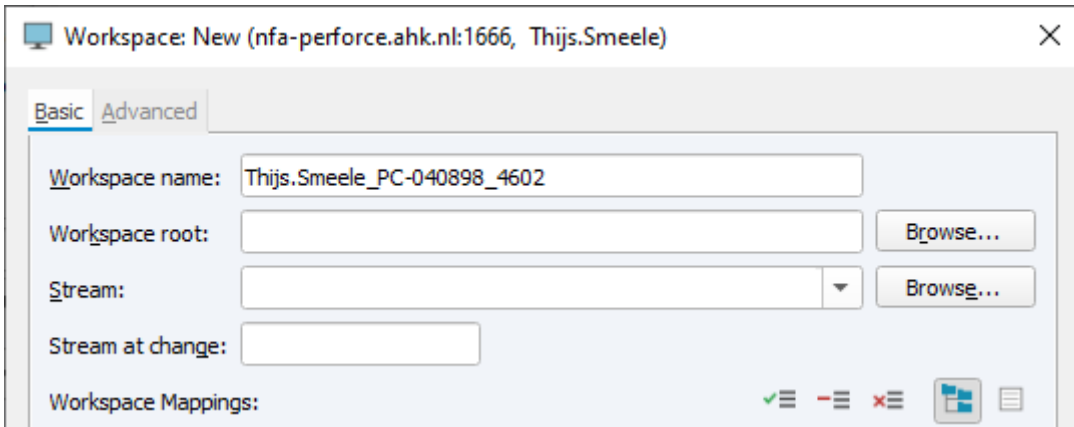 Workspace: New (nfa-perforce.ahk.nl:1666, Thijs.Smeele)
Basic Advanced
Workspace name: Thijs.Smeele_PC-040898_4602
Workspace root: Browse...
Stream: Browse...
Stream at change:
Workspace Mappings: